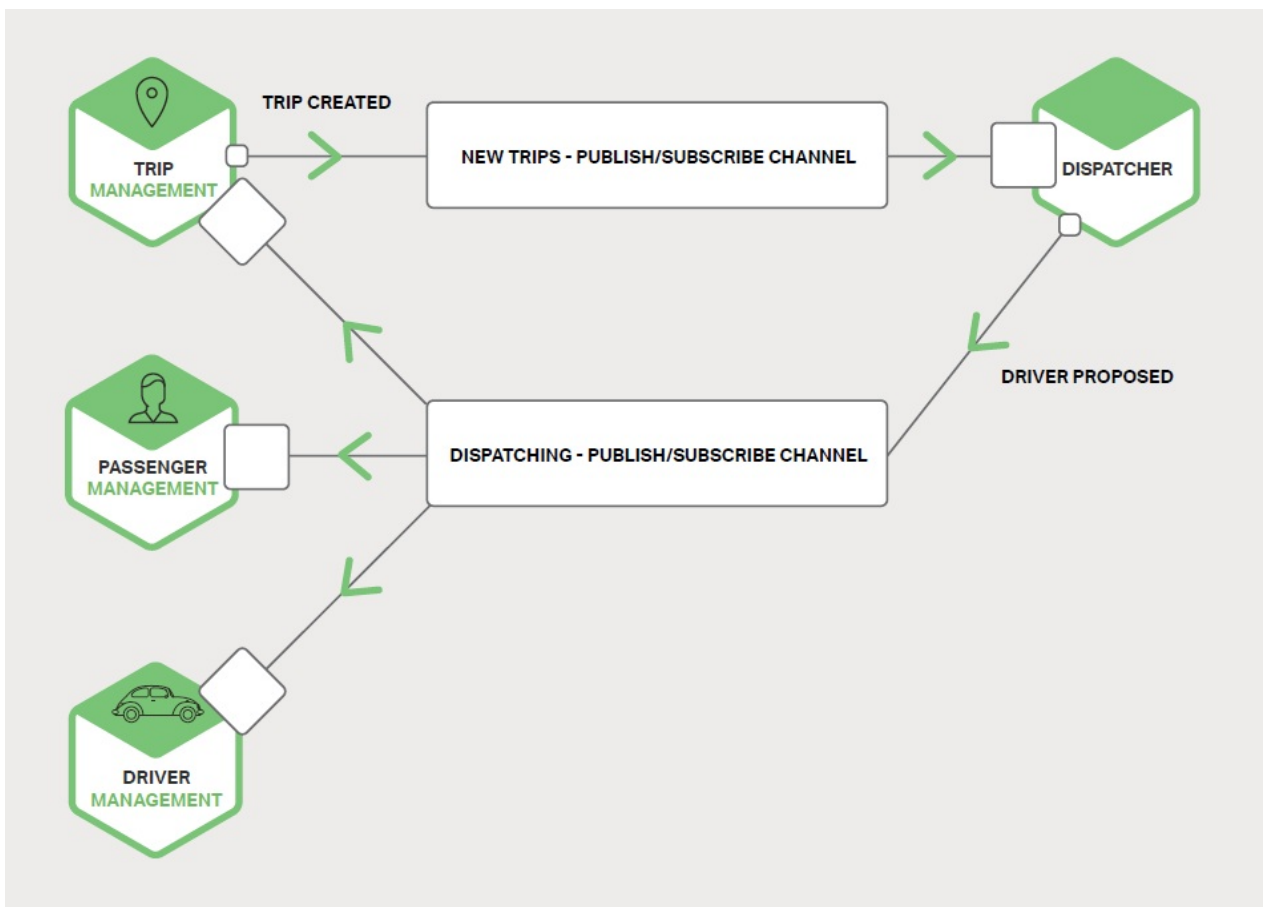 TRIP CREATED
NEW TRIPS - PUBLISH/SUBSCRIBE CHANNEL
TRIP
MANAGEMENT
DISPATCHER
DRIVER PROPOSED
DISPATCHING - PUBLISH/SUBSCRIBE CHANNEL
PASSENGER
MANAGEMENT
DRIVER
MANAGEMENT